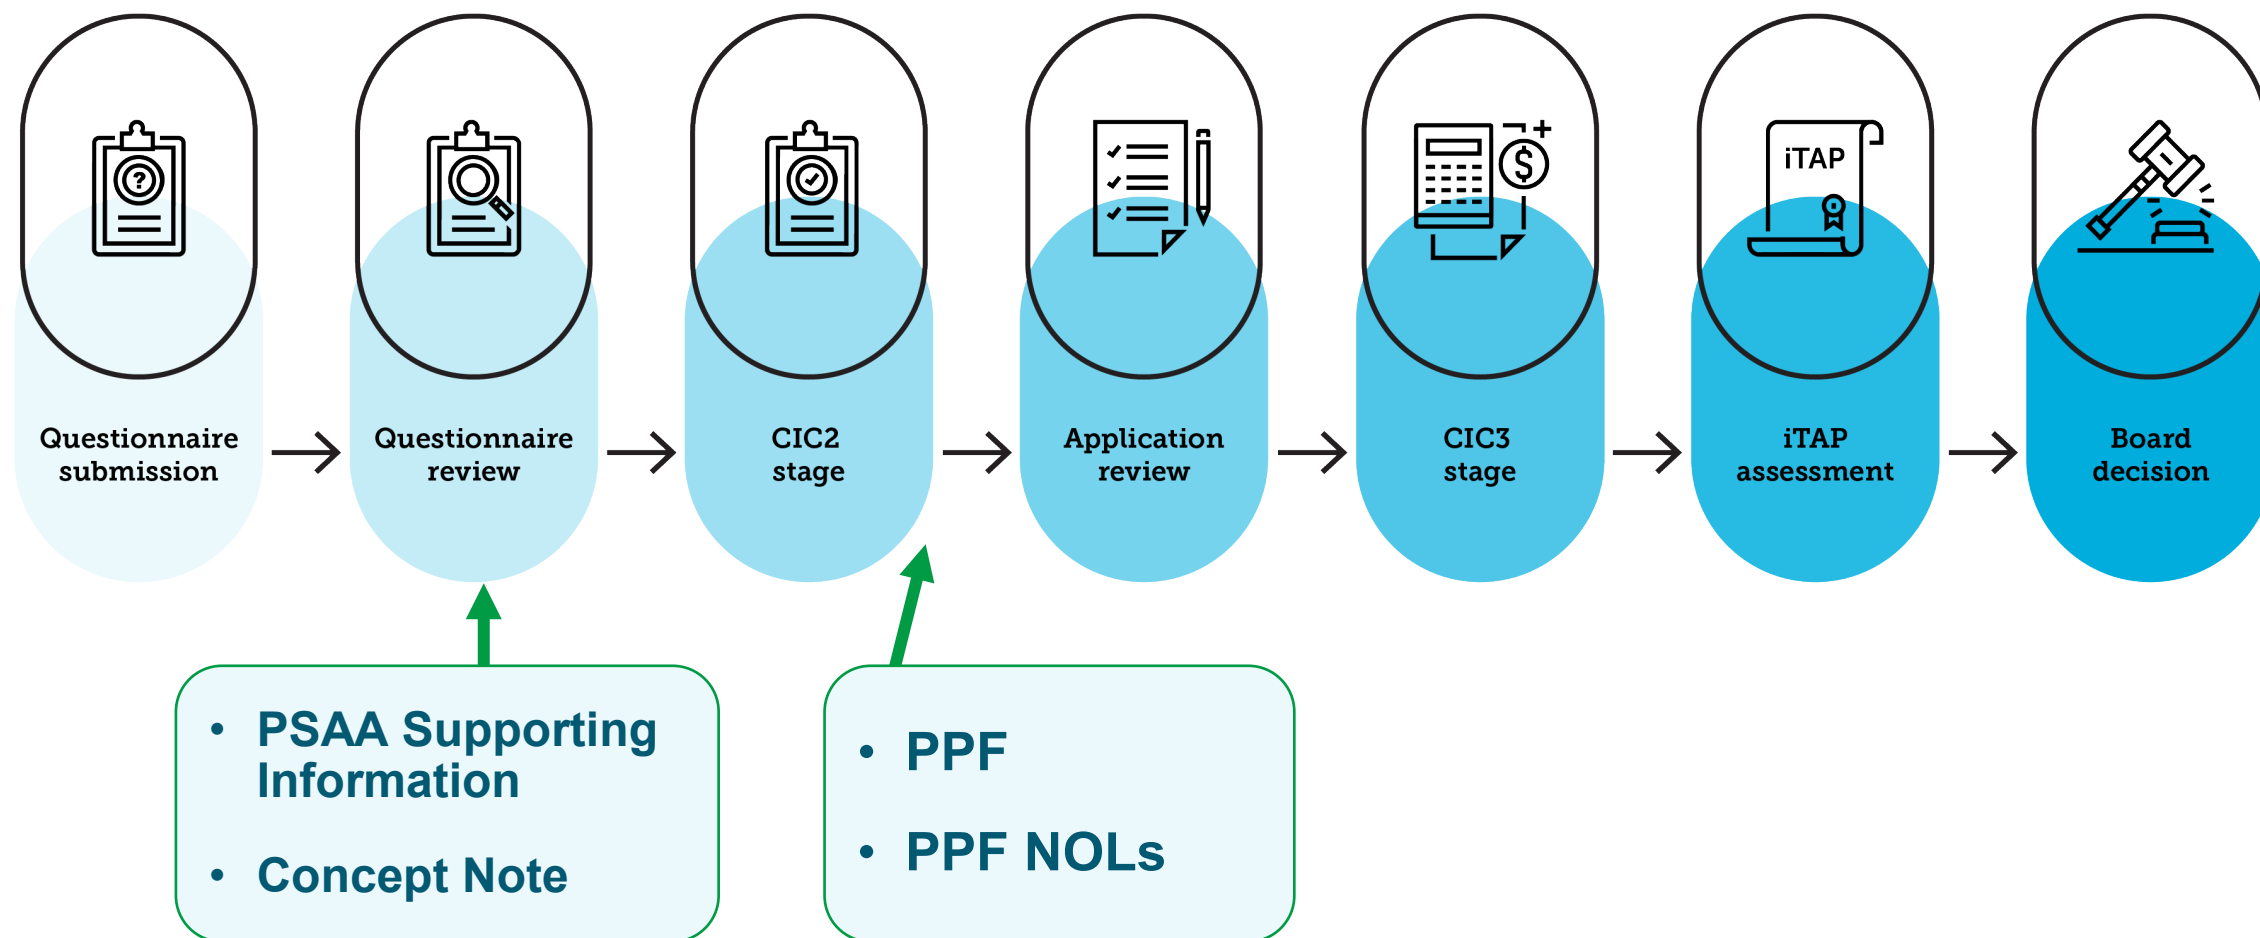 ?
$
iTAP
Questionnaire
submission
Questionnaire
review
CIC2
stage
Application
review
CIC3
stage
iTAP
assessment
Board
decision
• PSAA Supporting
Information
• Concept Note
• PPF
• PPF NOLs